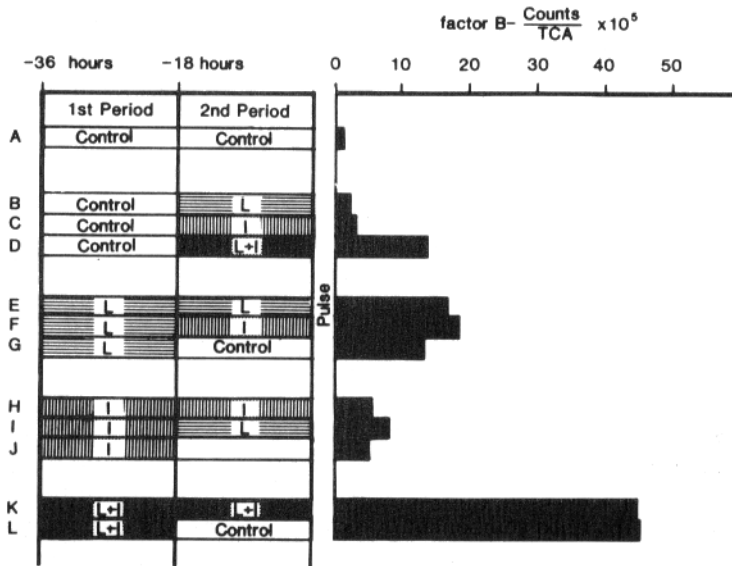 factor B- Counts/TCA x10⁵
-36 hours -18 hours 0 10 20 30 40 50
1st Period 2nd Period
A Control Control
B Control L
C Control I
D Control L+I
E L L
F L I
G L Control
Pulse
H I I
I I L
J I
K L+I L+I
L L+I Control